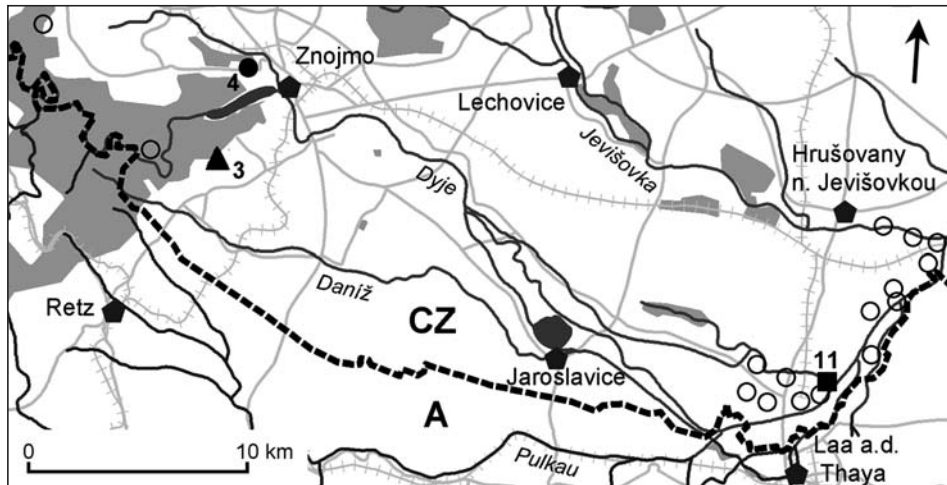 Znojmo
4
Lechovice
3
Jevišovka
Hrušovany
n. Jevišovkou
Dyje
Daníž
Retz
CZ
Jaroslavice
11
A
Laa a.d.
Thaya
Pulkau
0
10 km